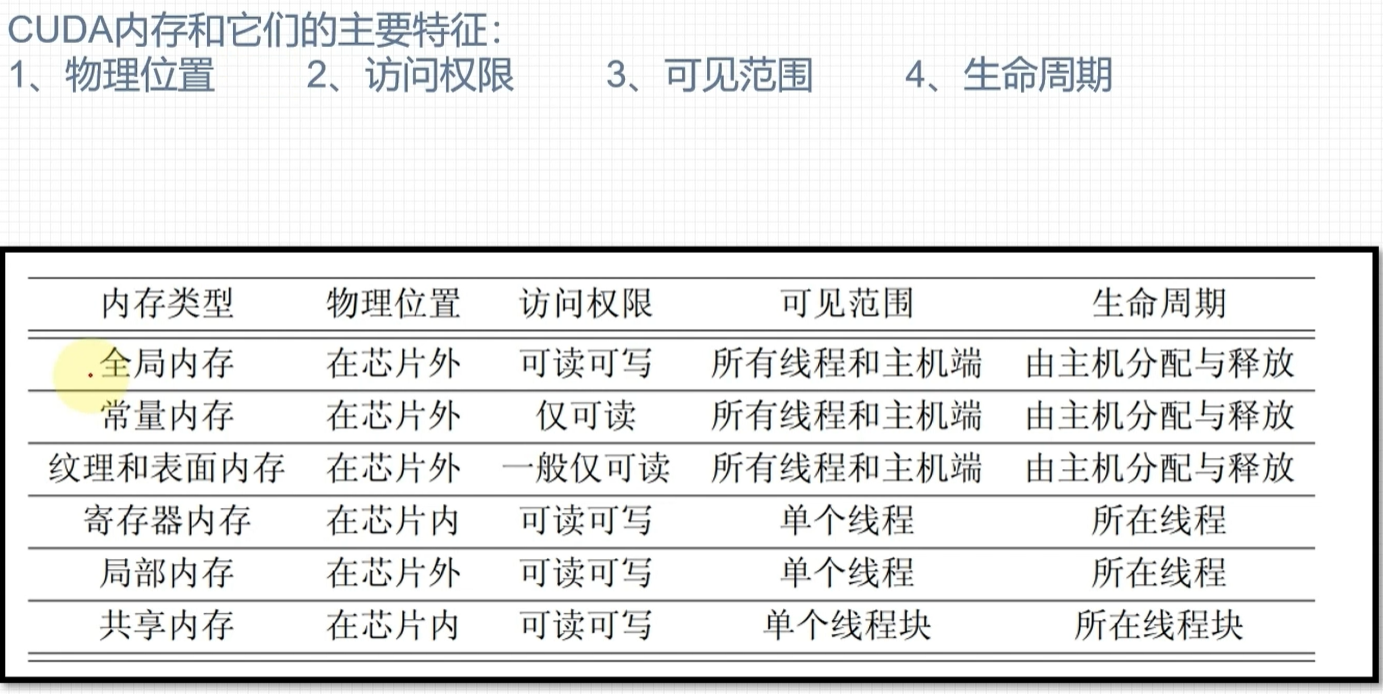 CUDA内存和它们的主要特征：
1、物理位置 2、访问权限 3、可见范围 4、生命周期
内存类型 物理位置 访问权限 可见范围 生命周期
全局内存 在芯片外 可读可写 所有线程和主机端 由主机分配与释放
常量内存 在芯片外 仅可读 所有线程和主机端 由主机分配与释放
纹理和表面内存 在芯片外 一般仅可读 所有线程和主机端 由主机分配与释放
寄存器内存 在芯片内 可读可写 单个线程 所在线程
局部内存 在芯片外 可读可写 单个线程 所在线程
共享内存 在芯片内 可读可写 单个线程块 所在线程块